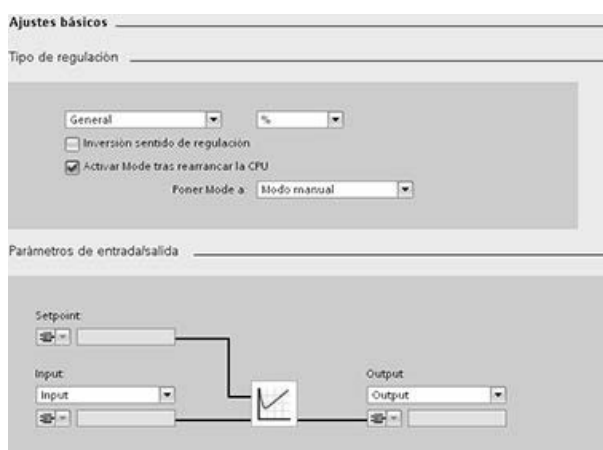 Ajustes básicos
Tipo de regulación
General
%
Inversión sentido de regulación
Activar Mode tras rearrancar la CPU
Poner Mode a: Modo manual
Parámetros de entrada/salida
Setpoint:
Input:
Output:
Input
Output